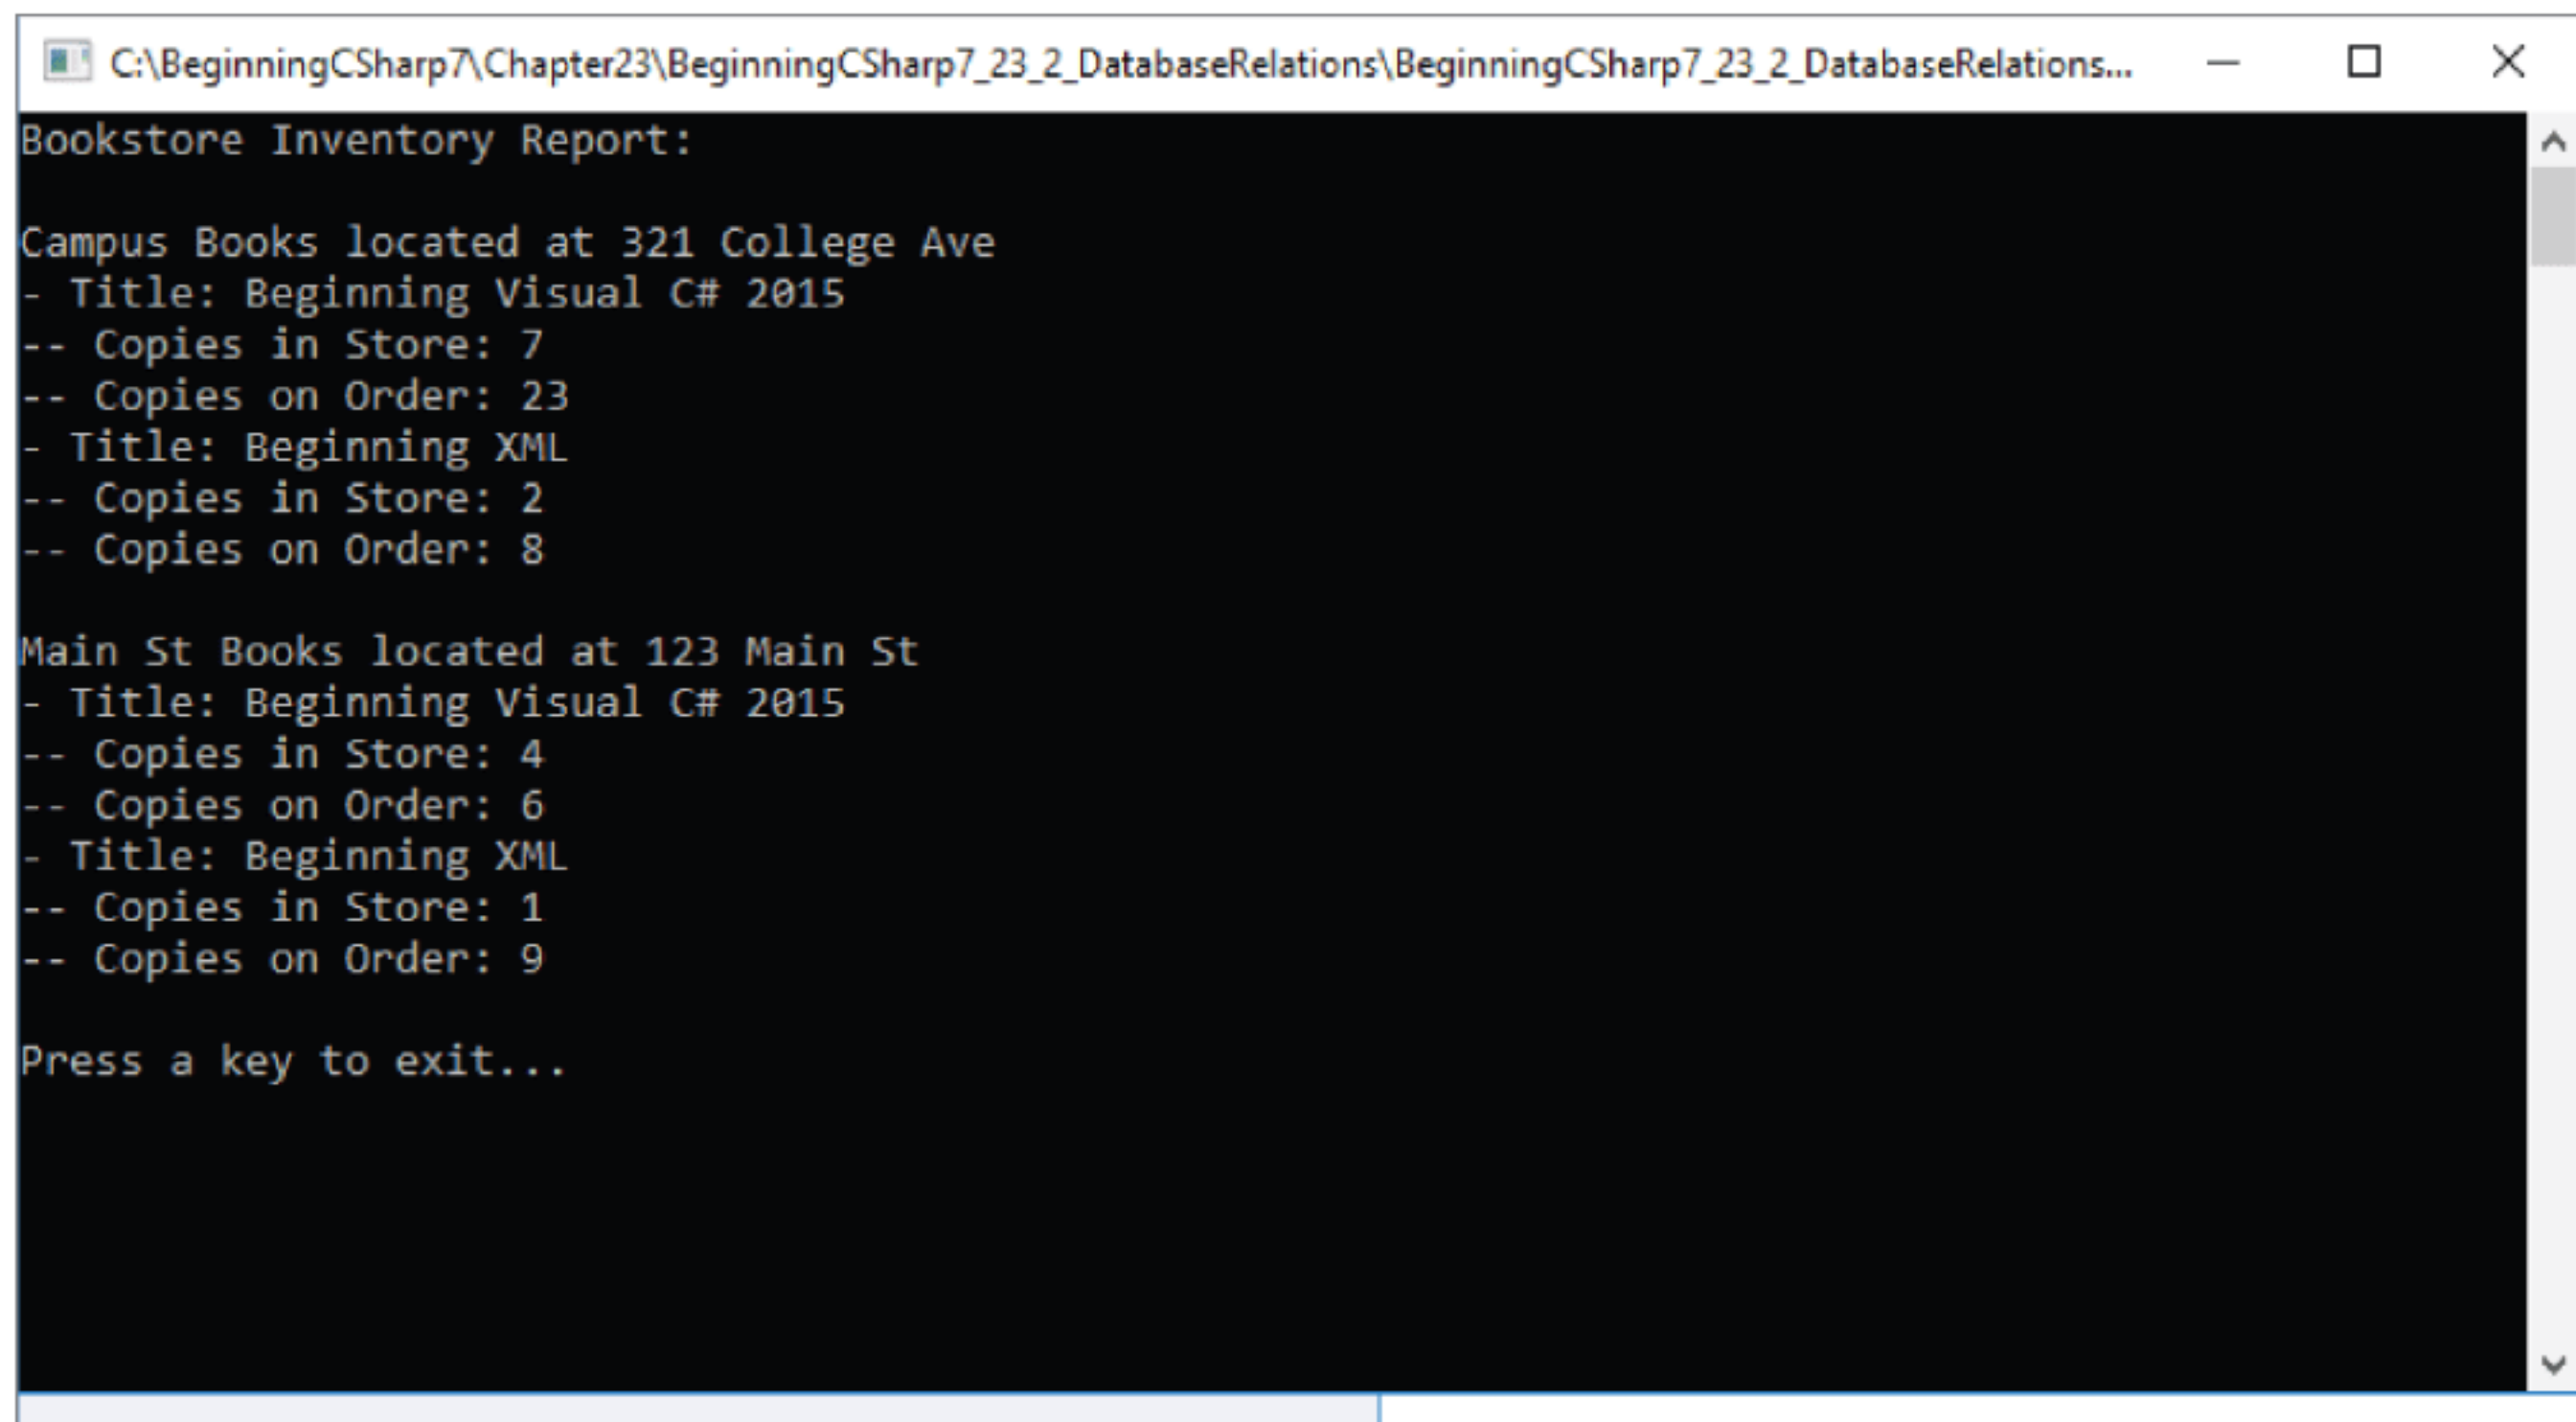 C:\BeginningCSharp7\Chapter23\BeginningCSharp7_23_2_DatabaseRelations\BeginningCSharp7_23_2_DatabaseRelations...
Bookstore Inventory Report:
Campus Books located at 321 College Ave
- Title: Beginning Visual C# 2015
-- Copies in Store: 7
-- Copies on Order: 23
- Title: Beginning XML
-- Copies in Store: 2
-- Copies on Order: 8
Main St Books located at 123 Main St
- Title: Beginning Visual C# 2015
-- Copies in Store: 4
-- Copies on Order: 6
- Title: Beginning XML
-- Copies in Store: 1
-- Copies on Order: 9
Press a key to exit...